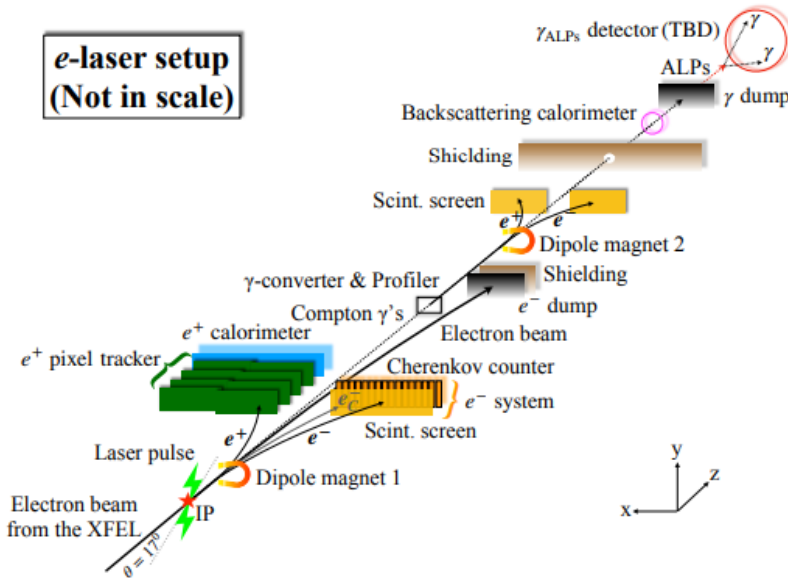 e-laser setup
(Not in scale)
γALPs detector (TBD)
γ
γ
ALPs
γ dump
Backscattering calorimeter
Shielding
Scint. screen
e⁺
e⁻
Dipole magnet 2
γ-converter & Profiler
Shielding
e⁻ dump
Compton γ's
Electron beam
e⁺ calorimeter
e⁺ pixel tracker
Cherenkov counter
e⁻ system
e⁻C
Scint. screen
e⁺
e⁻
Laser pulse
Dipole magnet 1
IP
Electron beam
from the XFEL
θ = 17⁰
y
z
x